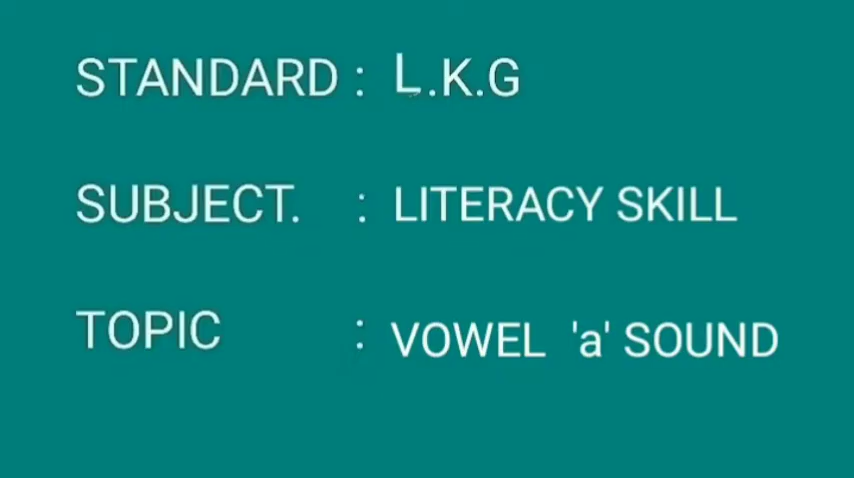 STANDARD : L.K.G
SUBJECT. : LITERACY SKILL
TOPIC : VOWEL 'a' SOUND